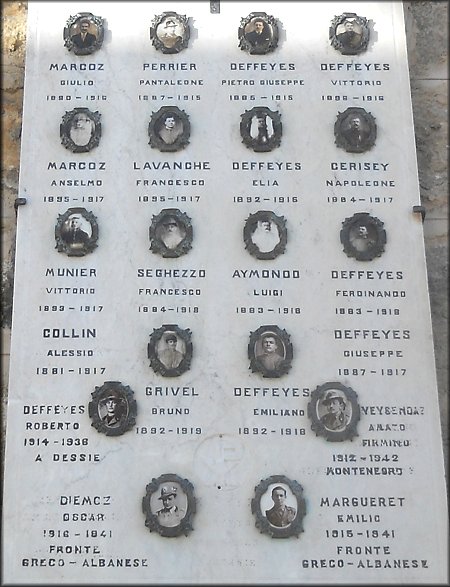 MARCOZ PERRIER DEFFEYES DEFFEYES
GIULIO PANTALEONE PIETRO GIUSEPPE VITTORIO
1890-1915 1887-1915 1885-1915 1896-1916
MARCOZ LAVANCHE DEFFEYES CERISEY
ANSELMO FRANCESCO ELIA NAPOLEONE
1895-1917 1895-1917 1892-1916 1884-1917
MUNIER SEGHEZZO AYMONOD DEFFEYES
VITTORIO FRANCESCO LUIGI FERDINANDO
1893-1917 1884-1918 1883-1918 1883-1918
COLLIN DEFFEYES
ALESSIO GIUSEPPE
1881-1917 1887-1917
GRIVEL DEFFEYES
BRUNO EMILIANO
1892-1919 1892-1918
DEFFEYES
ROBERTO
1914-1936
A DESSIE
AMATO
FIRMINO
1912-1942
MONTENEGRO
DIEMOZ
OSCAR
1916-1941
FRONTE
GRECO-ALBANESE
MARGUERET
EMILIO
1915-1941
FRONTE
GRECO-ALBANESE